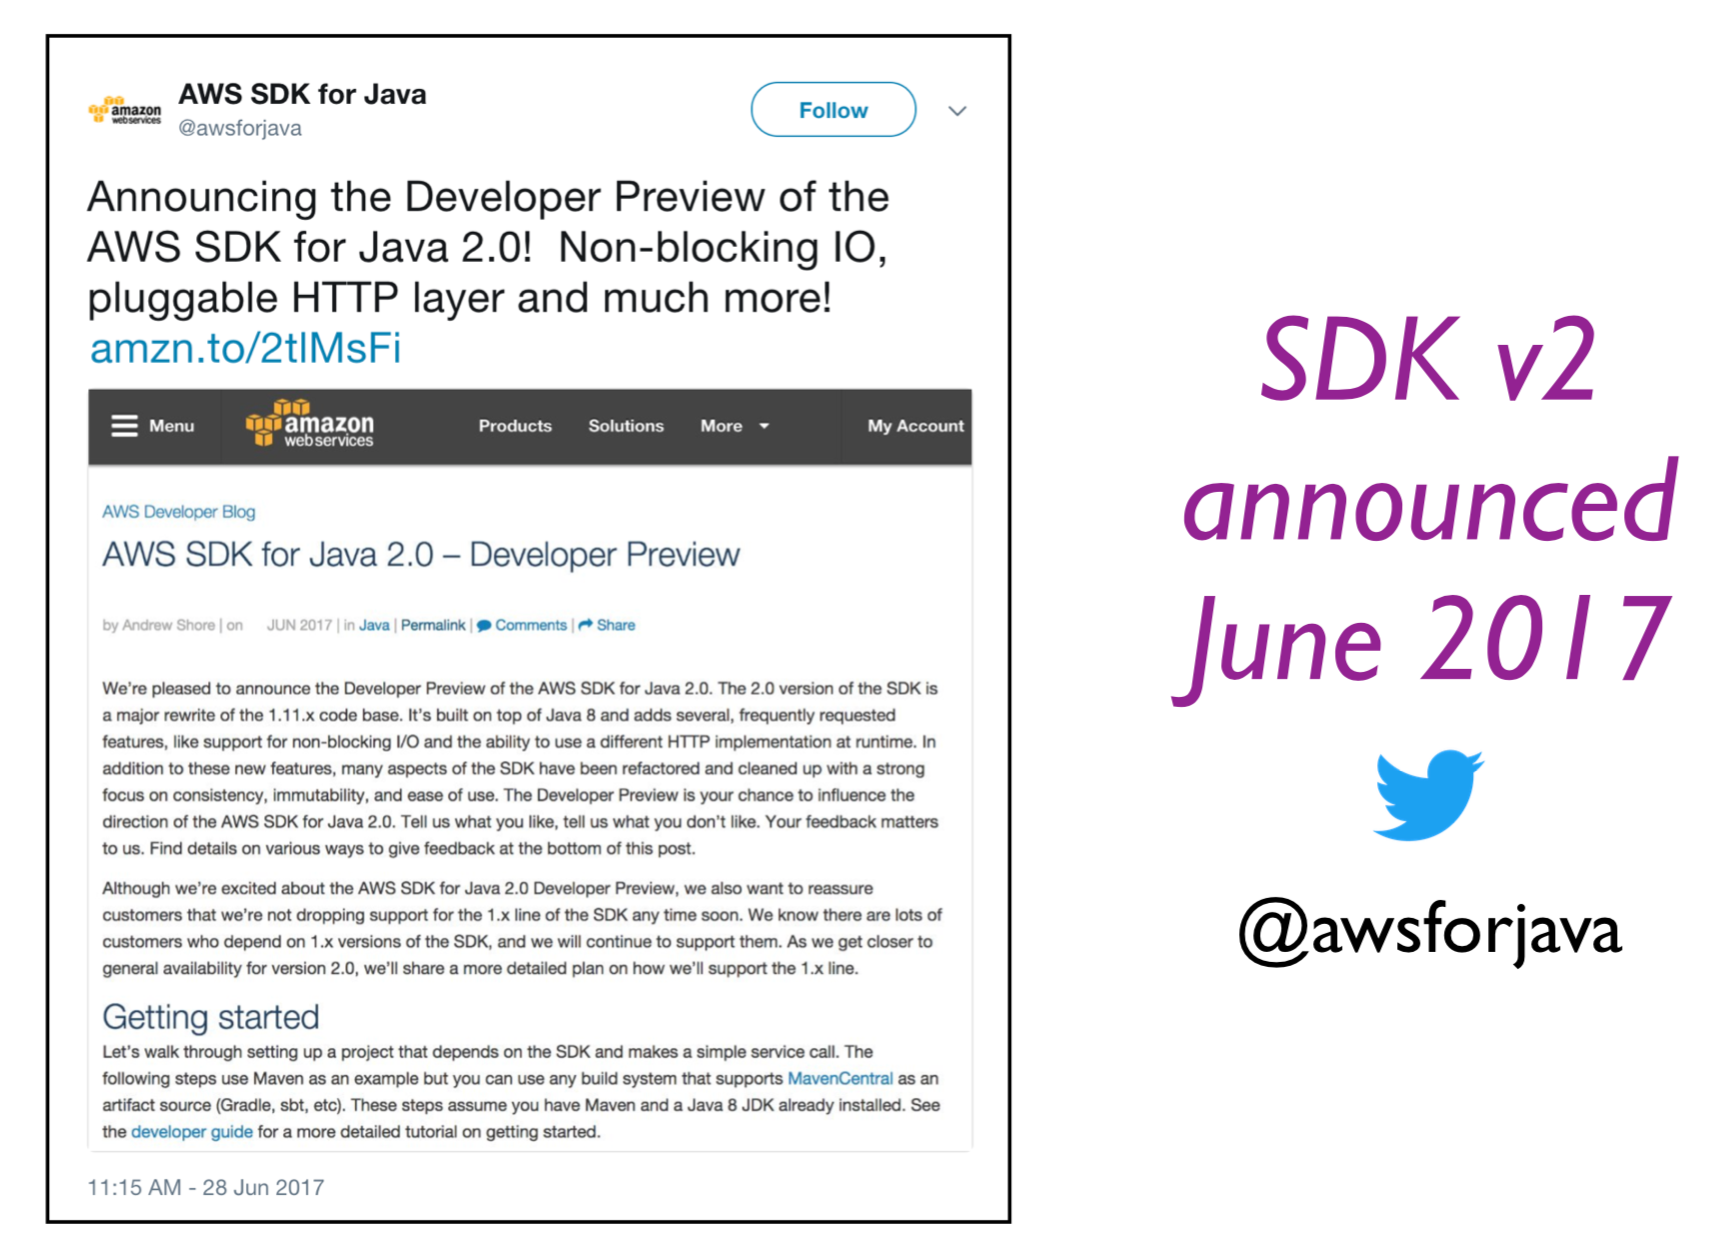 AWS SDK for Java
@awsforjava
Follow
Announcing the Developer Preview of the
AWS SDK for Java 2.0!  Non-blocking IO,
pluggable HTTP layer and much more!
amzn.to/2tlMsFi
Menu
amazon
webservices
Products
Solutions
More
My Account
AWS Developer Blog
AWS SDK for Java 2.0 – Developer Preview
by Andrew Shore | on JUN 2017 | in Java | Permalink | Comments | Share
We're pleased to announce the Developer Preview of the AWS SDK for Java 2.0. The 2.0 version of the SDK is
a major rewrite of the 1.11.x code base. It's built on top of Java 8 and adds several, frequently requested
features, like support for non-blocking I/O and the ability to use a different HTTP implementation at runtime. In
addition to these new features, many aspects of the SDK have been refactored and cleaned up with a strong
focus on consistency, immutability, and ease of use. The Developer Preview is your chance to influence the
direction of the AWS SDK for Java 2.0. Tell us what you like, tell us what you don't like. Your feedback matters
to us. Find details on various ways to give feedback at the bottom of this post.
Although we're excited about the AWS SDK for Java 2.0 Developer Preview, we also want to reassure
customers that we're not dropping support for the 1.x line of the SDK any time soon. We know there are lots of
customers who depend on 1.x versions of the SDK, and we will continue to support them. As we get closer to
general availability for version 2.0, we'll share a more detailed plan on how we'll support the 1.x line.
Getting started
Let's walk through setting up a project that depends on the SDK and makes a simple service call. The
following steps use Maven as an example but you can use any build system that supports MavenCentral as an
artifact source (Gradle, sbt, etc). These steps assume you have Maven and a Java 8 JDK already installed. See
the developer guide for a more detailed tutorial on getting started.
11:15 AM - 28 Jun 2017
SDK v2
announced
June 2017
@awsforjava
amazon
webservices